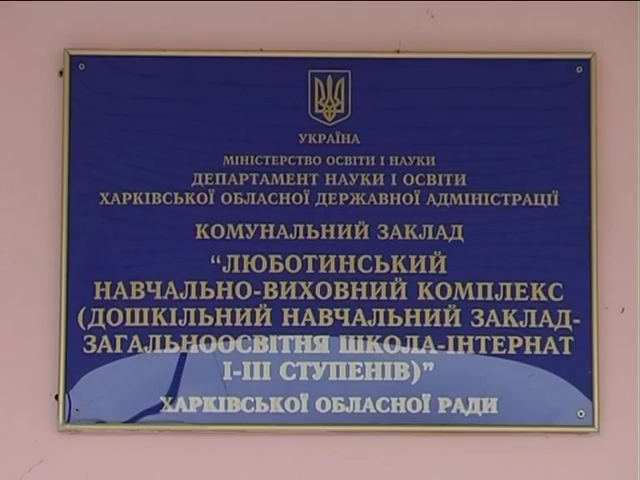 УКРАЇНА
МІНІСТЕРСТВО ОСВІТИ І НАУКИ
ДЕПАРТАМЕНТ НАУКИ І ОСВІТИ
ХАРКІВСЬКОЇ ОБЛАСНОЇ ДЕРЖАВНОЇ АДМІНІСТРАЦІЇ
КОМУНАЛЬНИЙ ЗАКЛАД
“ЛЮБОТИНСЬКИЙ
НАВЧАЛЬНО-ВИХОВНИЙ КОМПЛЕКС
(ДОШКІЛЬНИЙ НАВЧАЛЬНИЙ ЗАКЛАД-
ЗАГАЛЬНООСВІТНЯ ШКОЛА-ІНТЕРНАТ
І-ІІІ СТУПЕНІВ)”
ХАРКІВСЬКОЇ ОБЛАСНОЇ РАДИ